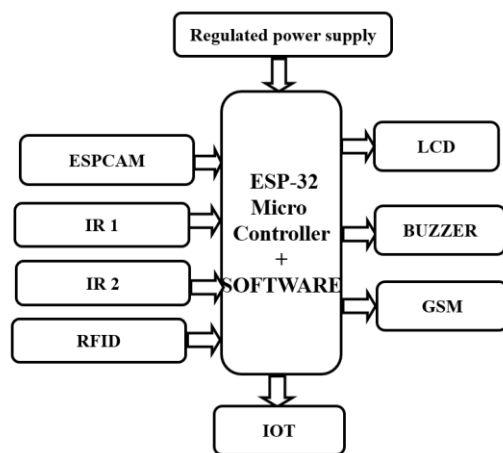 Regulated power supply
ESPCAM
IR 1
IR 2
RFID
ESP-32
Micro
Controller
+
SOFTWARE
LCD
BUZZER
GSM
IOT